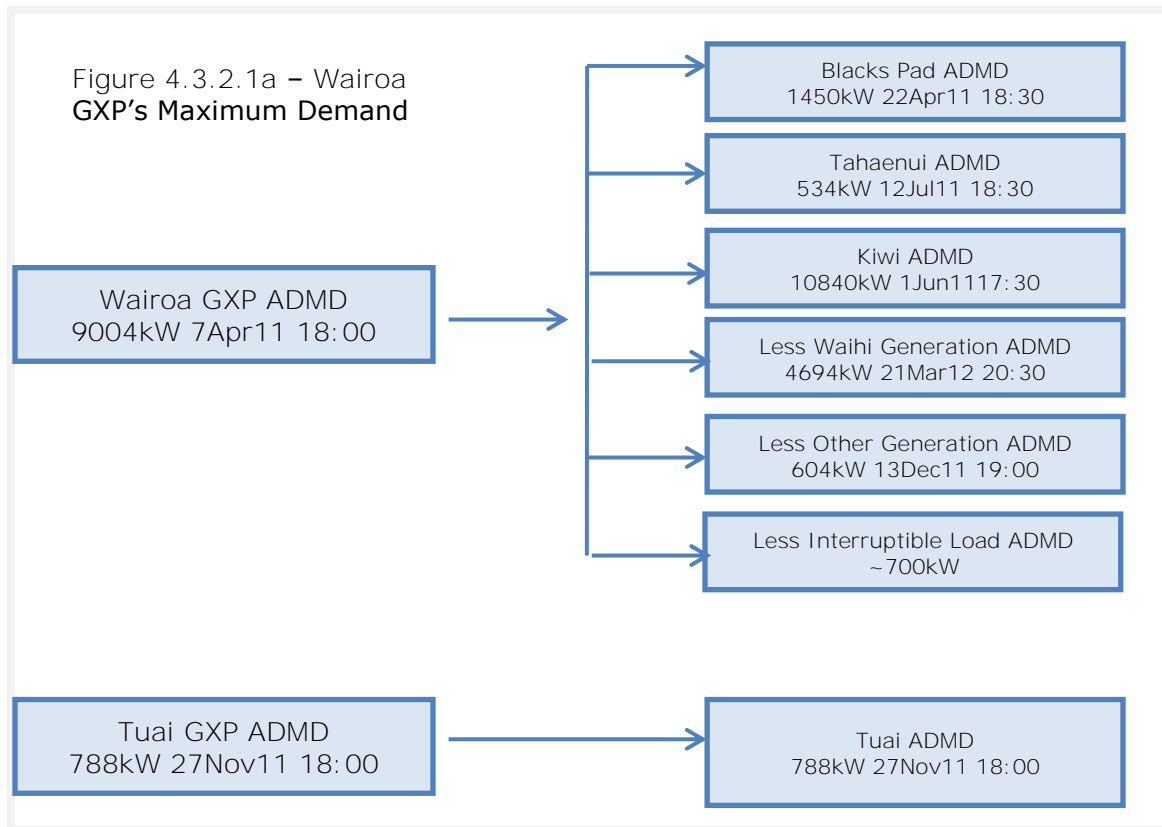 Figure 4.3.2.1a – Wairoa
GXP's Maximum Demand
Wairoa GXP ADMD
9004kW 7Apr11 18:00
Blacks Pad ADMD
1450kW 22Apr11 18:30
Tahaenui ADMD
534kW 12Jul11 18:30
Kiwi ADMD
10840kW 1Jun1117:30
Less Waihi Generation ADMD
4694kW 21Mar12 20:30
Less Other Generation ADMD
604kW 13Dec11 19:00
Less Interruptible Load ADMD
~700kW
Tuai GXP ADMD
788kW 27Nov11 18:00
Tuai ADMD
788kW 27Nov11 18:00